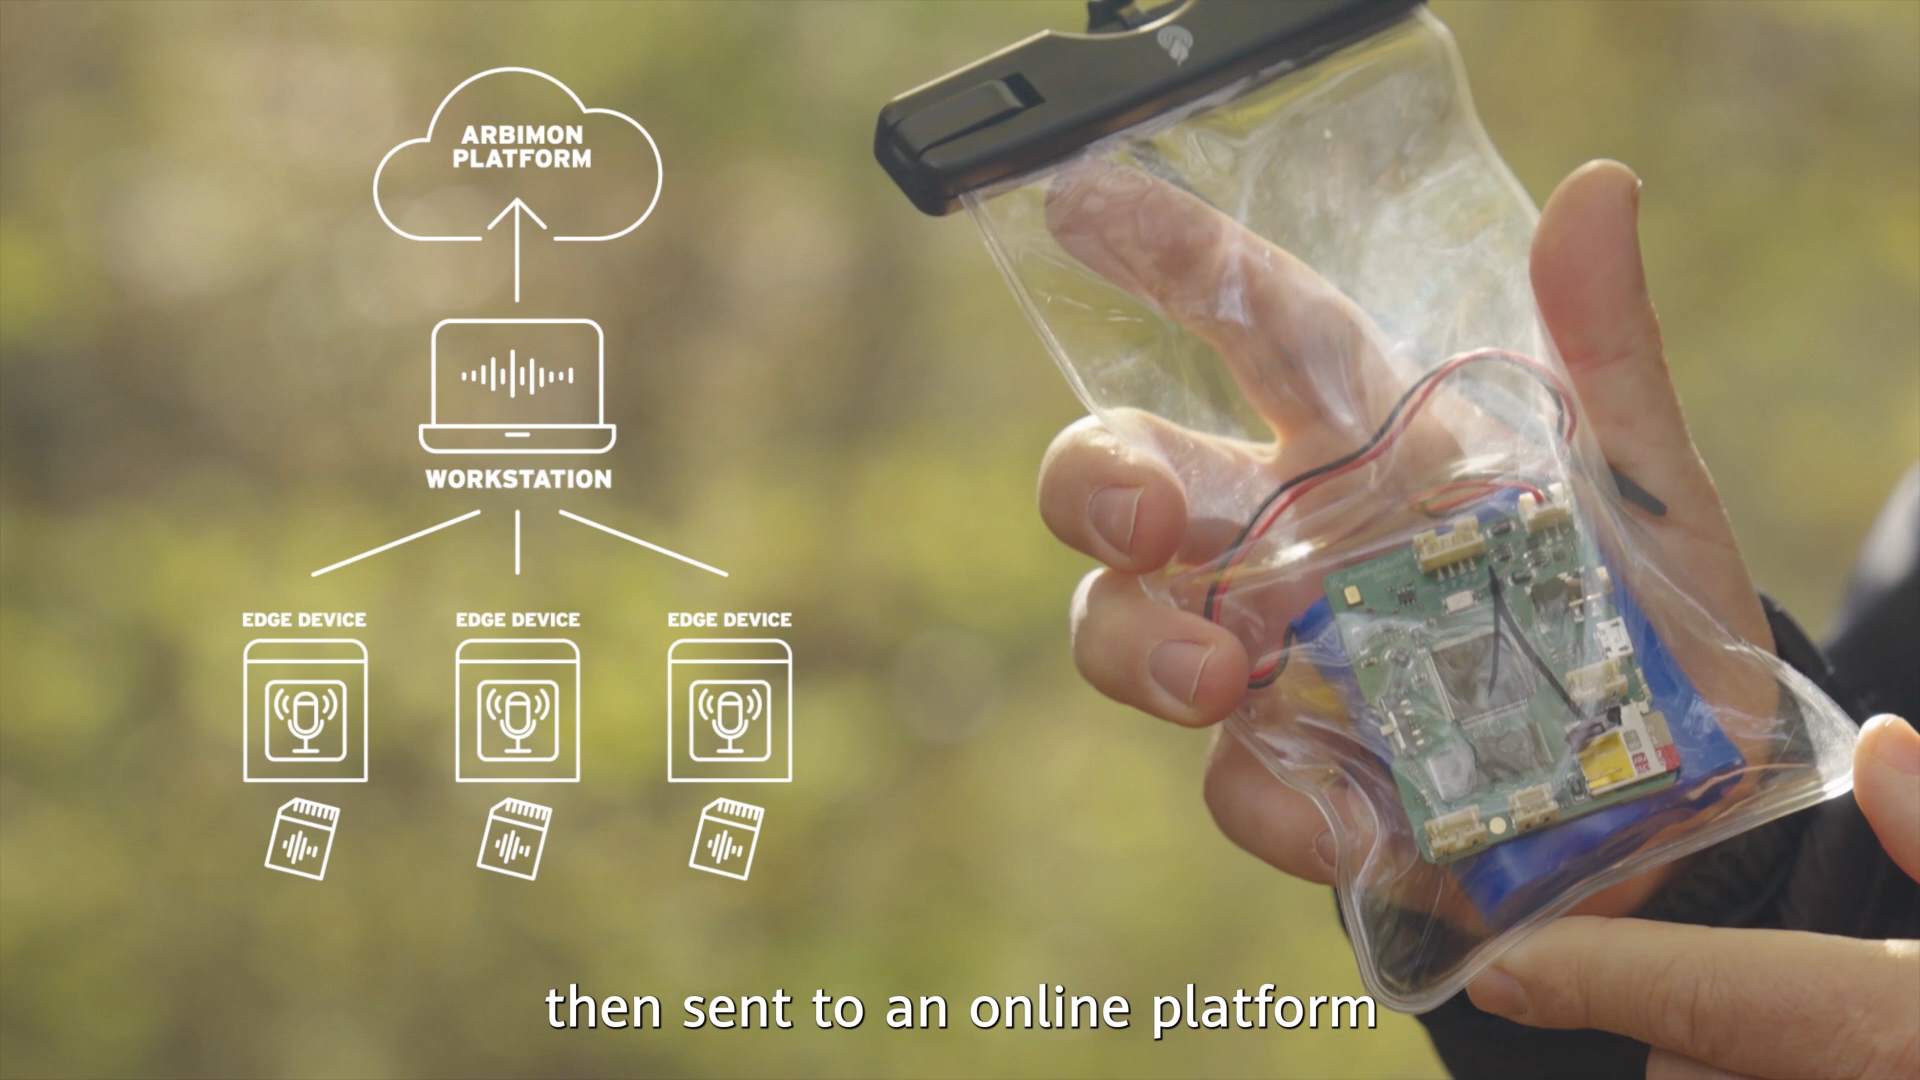 ARBIMON
PLATFORM
WORKSTATION
EDGE DEVICE EDGE DEVICE EDGE DEVICE
then sent to an online platform